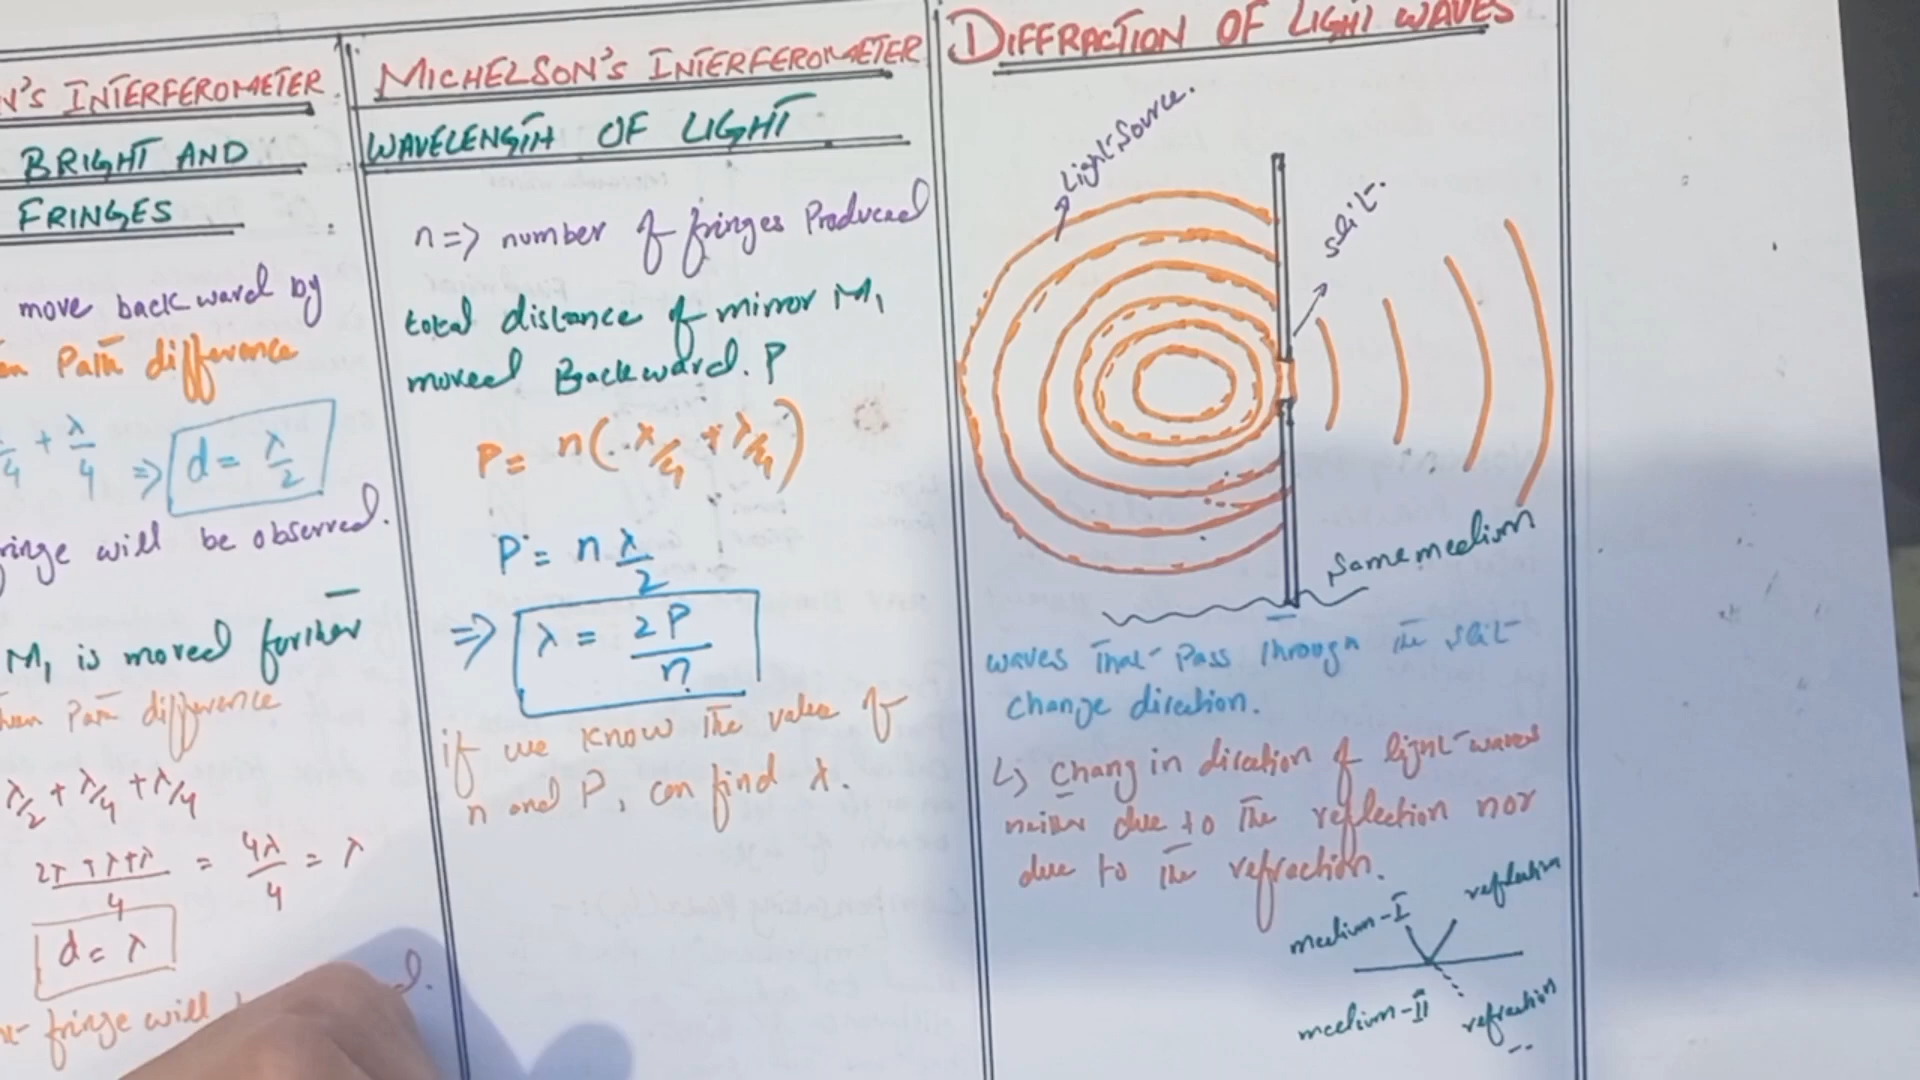 N'S INTERFEROMETER
BRIGHT AND
FRINGES
move backward by
Path difference
4 + λ/4 => d = λ/2
ringe will be observed.
M₁ is moved further
Path difference
λ/2 + λ/4 + λ/4
2λ+λ+λ/4 = 4λ/4 = λ
d = λ
fringe will
d.
MICHELSON'S INTERFEROMETER
WAVELENGTH OF LIGHT
n => number of fringes Produced
total distance of mirror M₁
moved Backward. P
P = n(λ/4 + λ/4)
P = n λ/2
=> λ = 2P/n
if we know the value of
n and P, can find λ.
DIFFRACTION OF LIGHT WAVES
Light Source.
slit.
Same medium
waves that pass through the slit
change direction.
↳ Chang in direction of light waves
neither due to the reflection nor
due to the refraction.
medium-I
reflection
medium-II
refraction